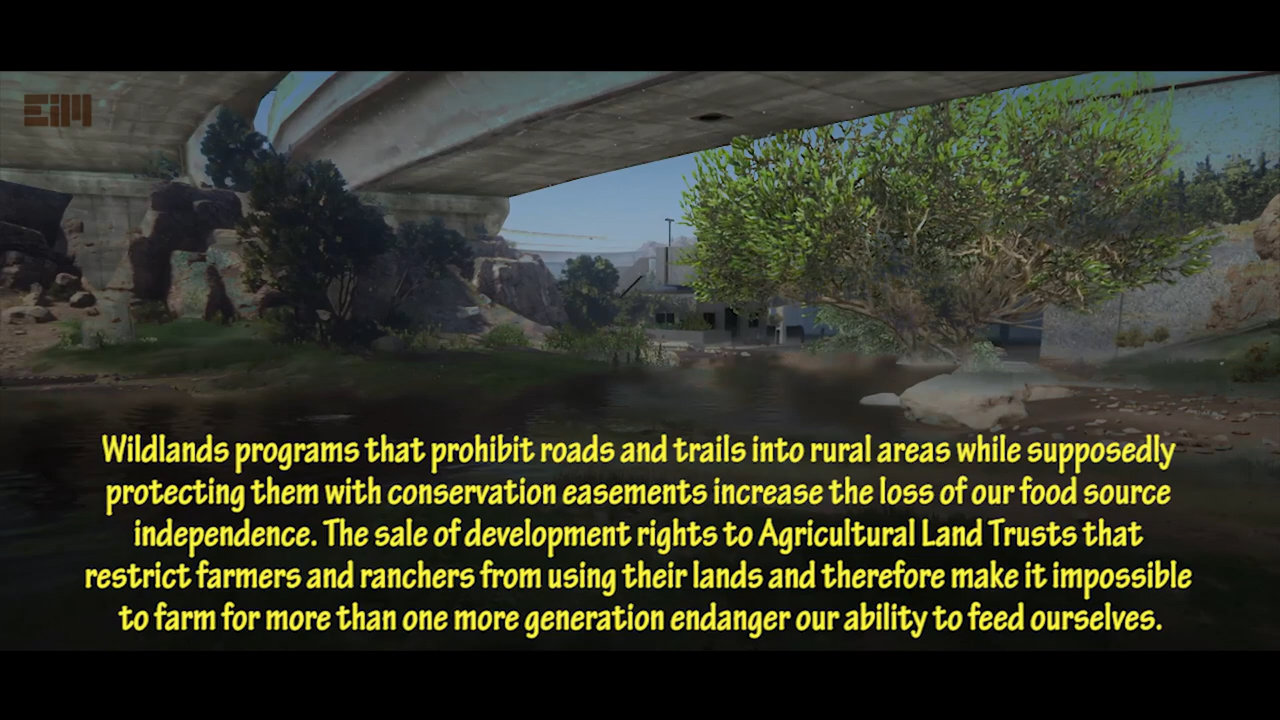 EiM
Wildlands programs that prohibit roads and trails into rural areas while supposedly
protecting them with conservation easements increase the loss of our food source
independence. The sale of development rights to Agricultural Land Trusts that
restrict farmers and ranchers from using their lands and therefore make it impossible
to farm for more than one more generation endanger our ability to feed ourselves.